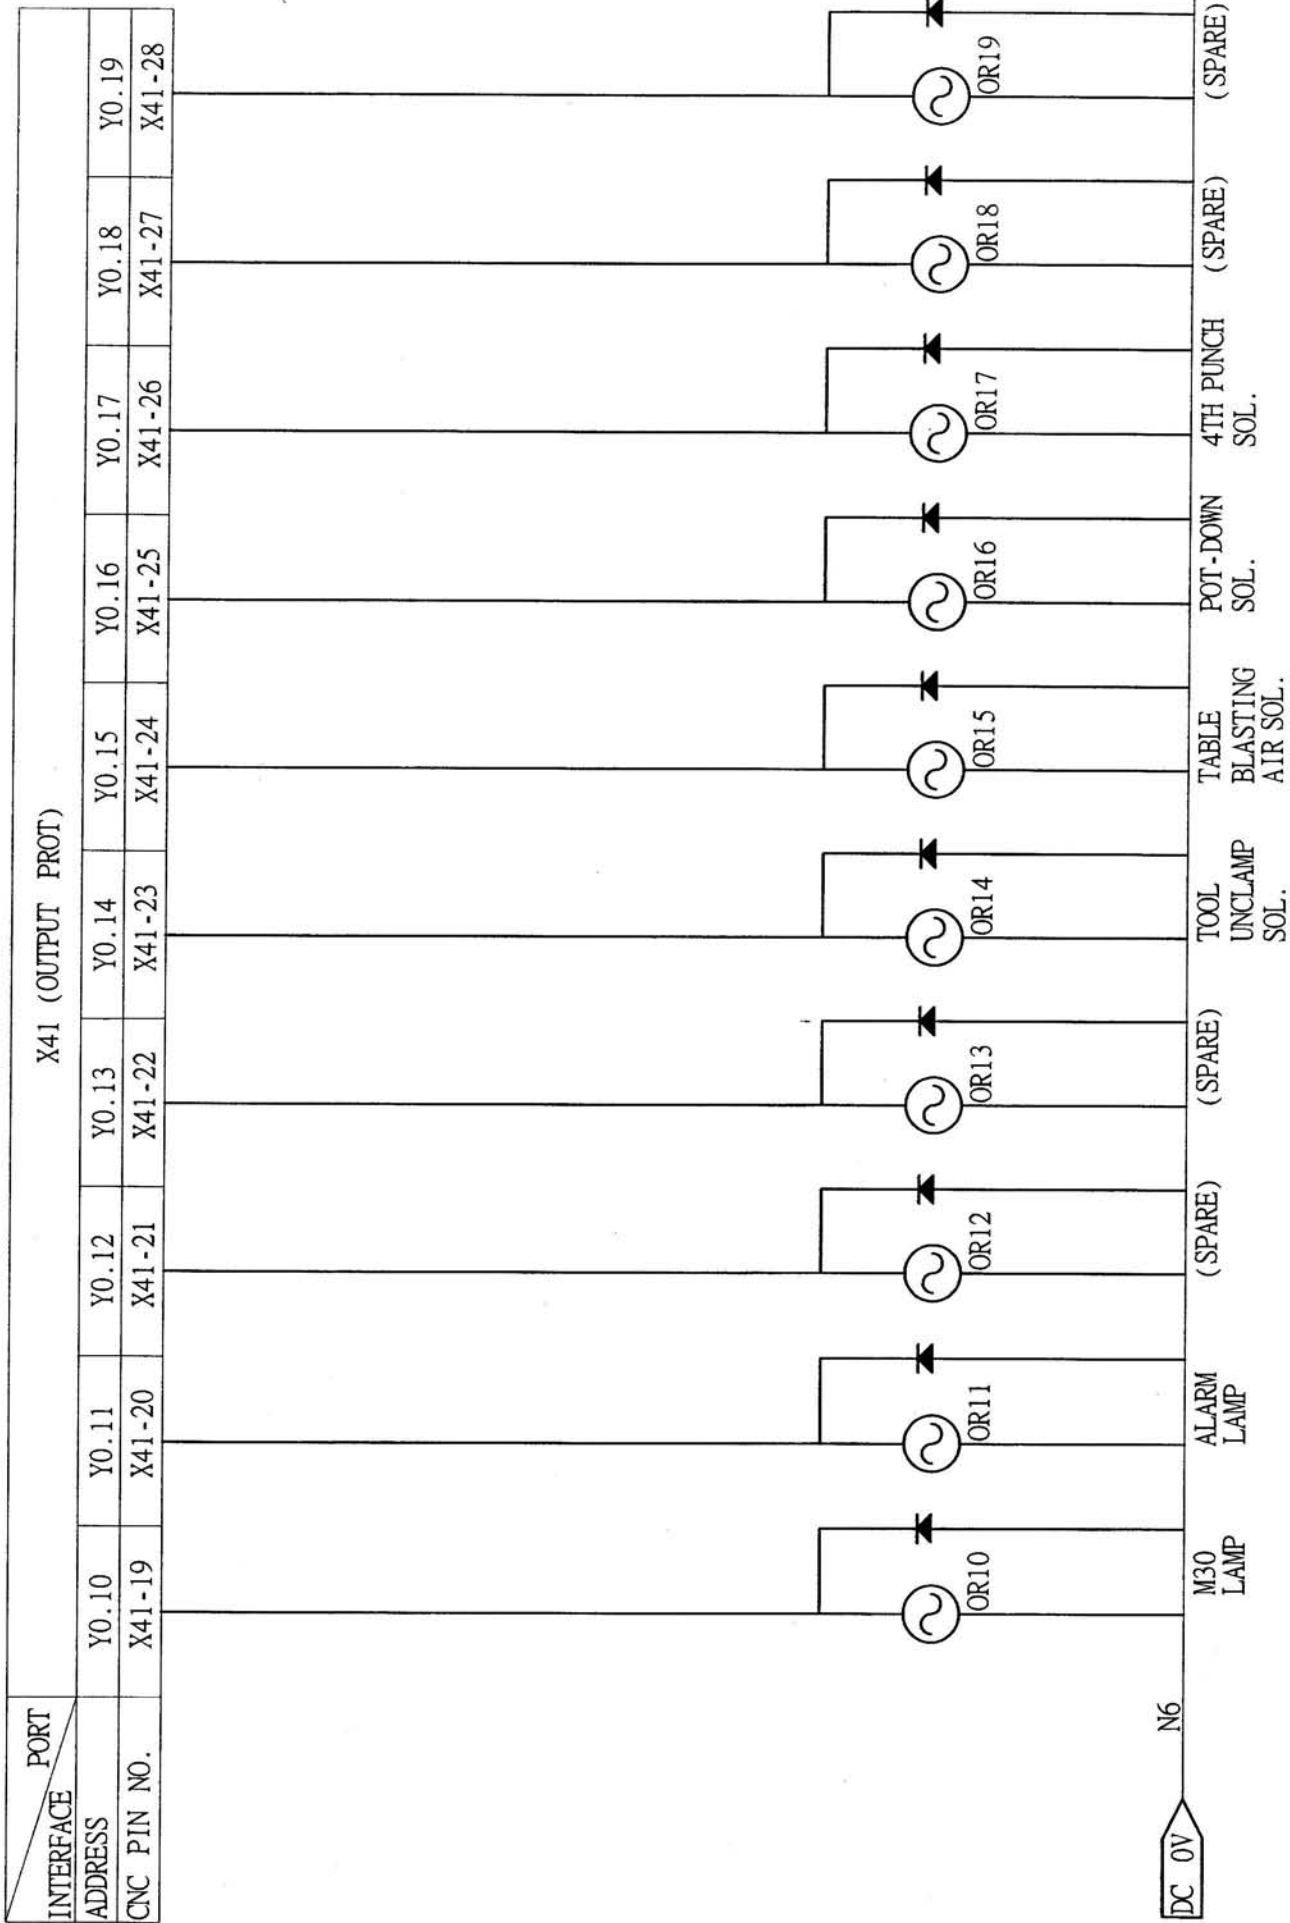 X41 (OUTPUT PROT)
PORT
INTERFACE
ADDRESS Y0.10 Y0.11 Y0.12 Y0.13 Y0.14 Y0.15 Y0.16 Y0.17 Y0.18 Y0.19
CNC PIN NO. X41-19 X41-20 X41-21 X41-22 X41-23 X41-24 X41-25 X41-26 X41-27 X41-28
OR10 OR11 OR12 OR13 OR14 OR15 OR16 OR17 OR18 OR19
DC 0V N6
M30
LAMP
ALARM
LAMP
(SPARE)
(SPARE)
TOOL
UNCLAMP
SOL.
TABLE
BLASTING
AIR SOL.
POT-DOWN
SOL.
4TH PUNCH
SOL.
(SPARE)
(SPARE)